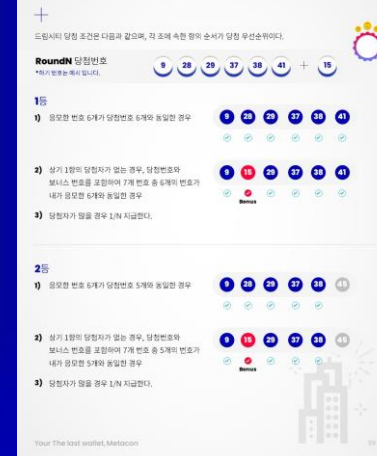 드림시티 당첨 조건은 다음과 같으며, 각 조에 속한 항의 순서가 당첨 우선순위이다.
RoundN 당첨번호
*하기 번호는 예시 입니다.
9 28 29 37 38 41 + 15
1등
1) 응모한 번호 6개가 당첨번호 6개와 동일한 경우
9 28 29 37 38 41
2) 상기 1항의 당첨자가 없는 경우, 당첨번호와
보너스 번호를 포함하여 7개 번호 중 6개의 번호가
내가 응모한 6개와 동일한 경우
9 15 29 37 38 41
Bonus
3) 당첨자가 많을 경우 1/N 지급한다.
2등
1) 응모한 번호 6개가 당첨번호 5개와 동일한 경우
9 28 29 37 38 45
2) 상기 1항의 당첨자가 없는 경우, 당첨번호와
보너스 번호를 포함하여 7개 번호 중 5개의 번호가
내가 응모한 5개와 동일한 경우
9 15 29 37 38 45
Bonus
3) 당첨자가 많을 경우 1/N 지급한다.
Your The last wallet, Metacon